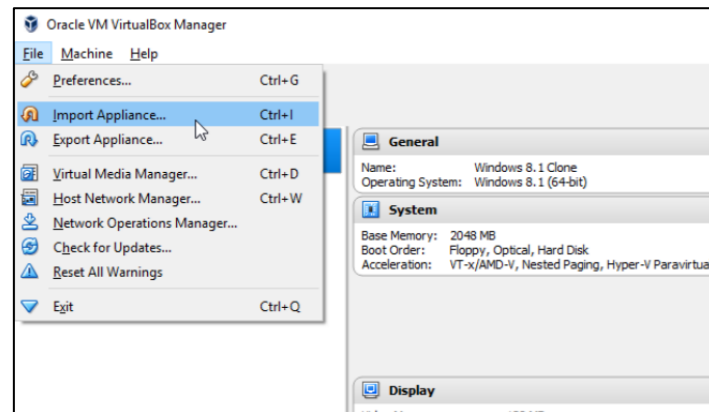 Oracle VM VirtualBox Manager
File Machine Help
Preferences... Ctrl+G
Import Appliance... Ctrl+I
Export Appliance... Ctrl+E
Virtual Media Manager... Ctrl+D
Host Network Manager... Ctrl+W
Network Operations Manager...
Check for Updates...
Reset All Warnings
Exit Ctrl+Q
General
Name: Windows 8.1 Clone
Operating System: Windows 8.1 (64-bit)
System
Base Memory: 2048 MB
Boot Order: Floppy, Optical, Hard Disk
Acceleration: VT-x/AMD-V, Nested Paging, Hyper-V Paravirtua
Display